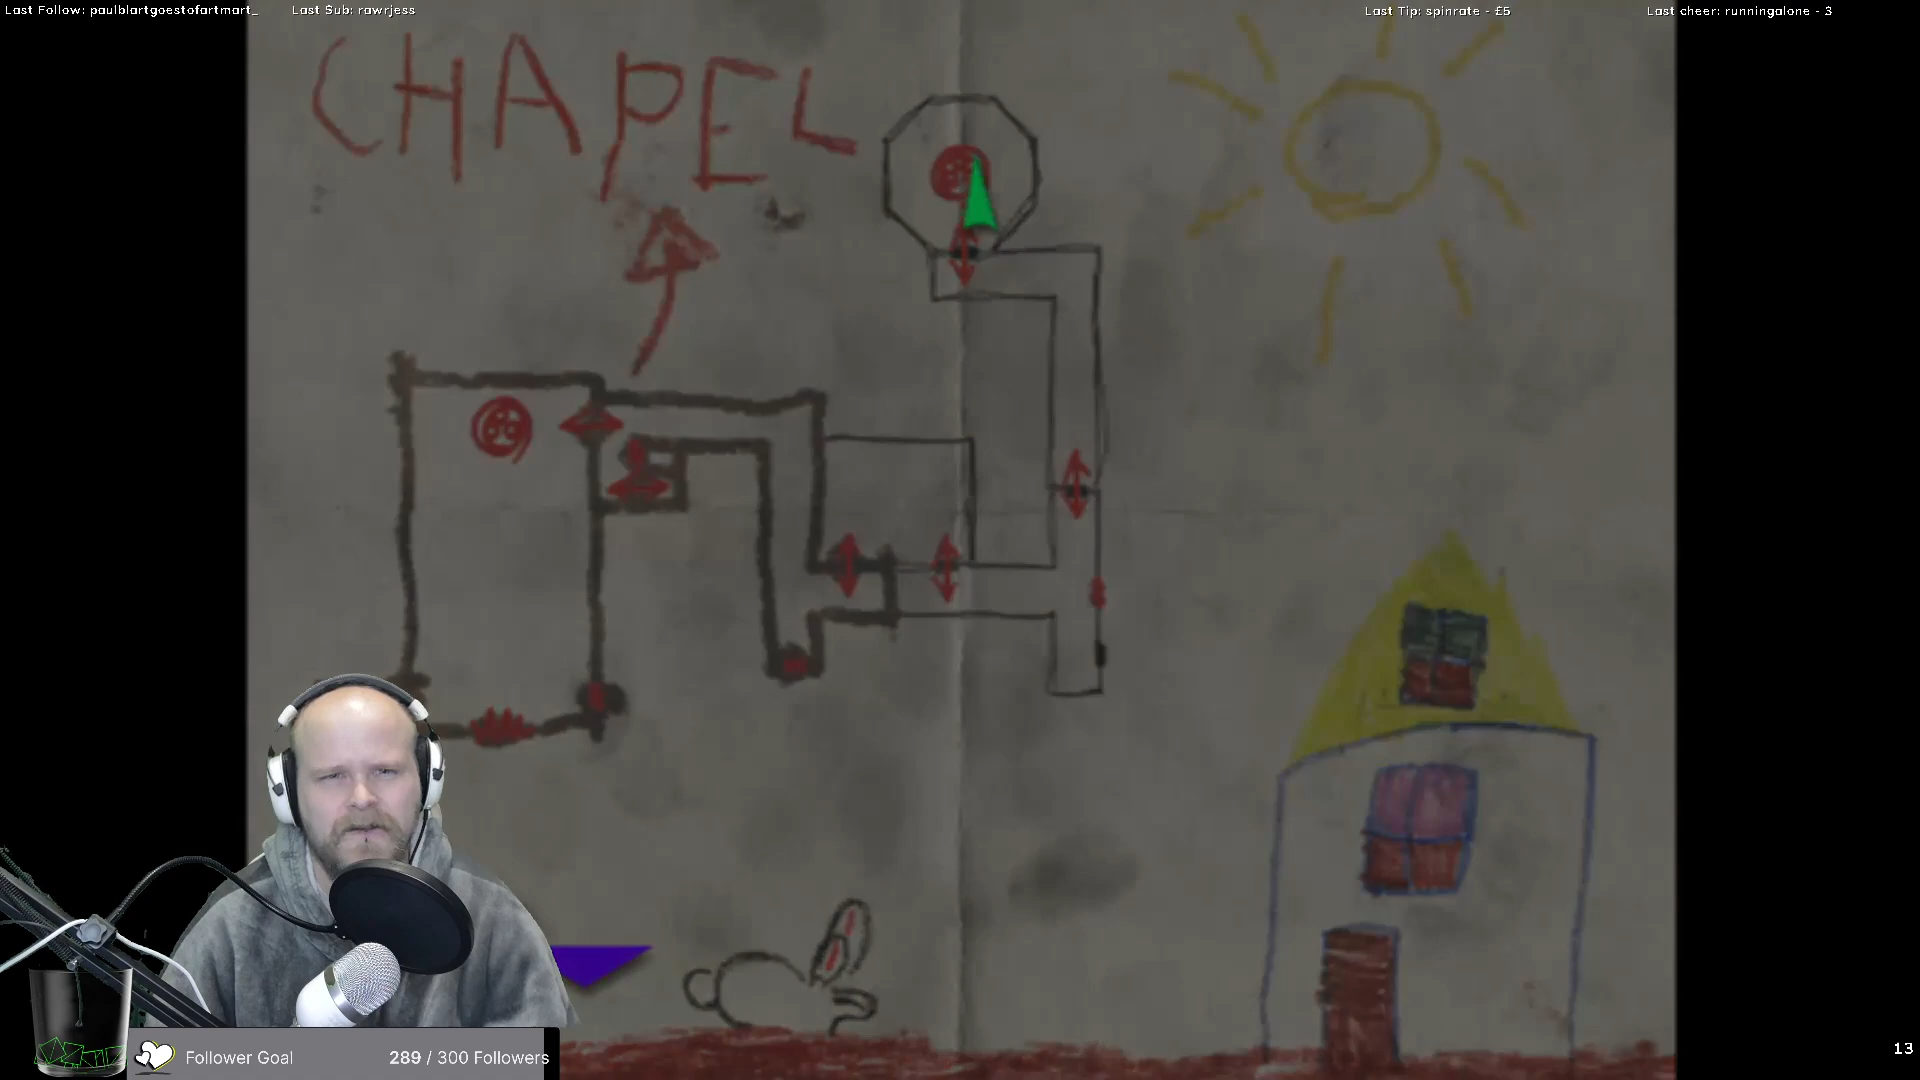 Last Follow: paulblartgoestofartmart_
Last Sub: rawrjess
Last Tip: spinrate - £5
Last cheer: runningalone - 3
CHAPEL
Follower Goal
289 / 300 Followers
13